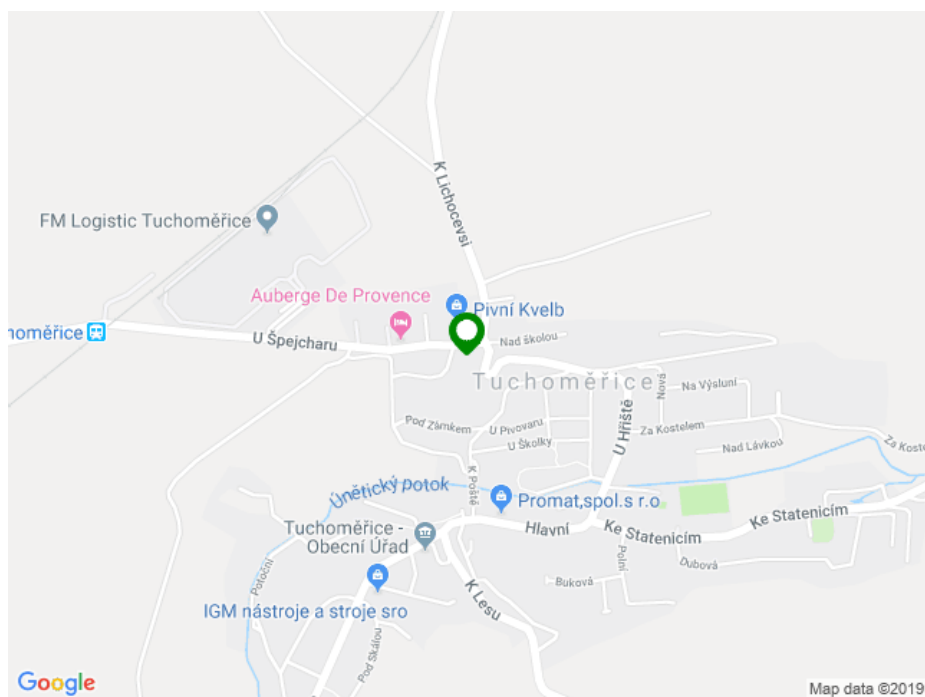 K Lichocevsi
FM Logistic Tuchoměřice
Auberge De Provence
Pivní Kvelb
choměřice
U Špejcharu
Nad školou
Tuchoměřice
Nová
Na Výsluní
Pod Zámkem
U Pivovaru
U Školky
U Hřiště
Za Kostelem
Nad Lávkou
Za Koste
K Poště
Únětický potok
Promat,spol.s r.o
Tuchoměřice -
Obecní Úřad
Hlavní
Ke Statenicím
Ke Statenicím
Polní
Dubová
Buková
Potoční
K Lesu
IGM nástroje a stroje sro
Pod Skálou
Google
Map data ©2019